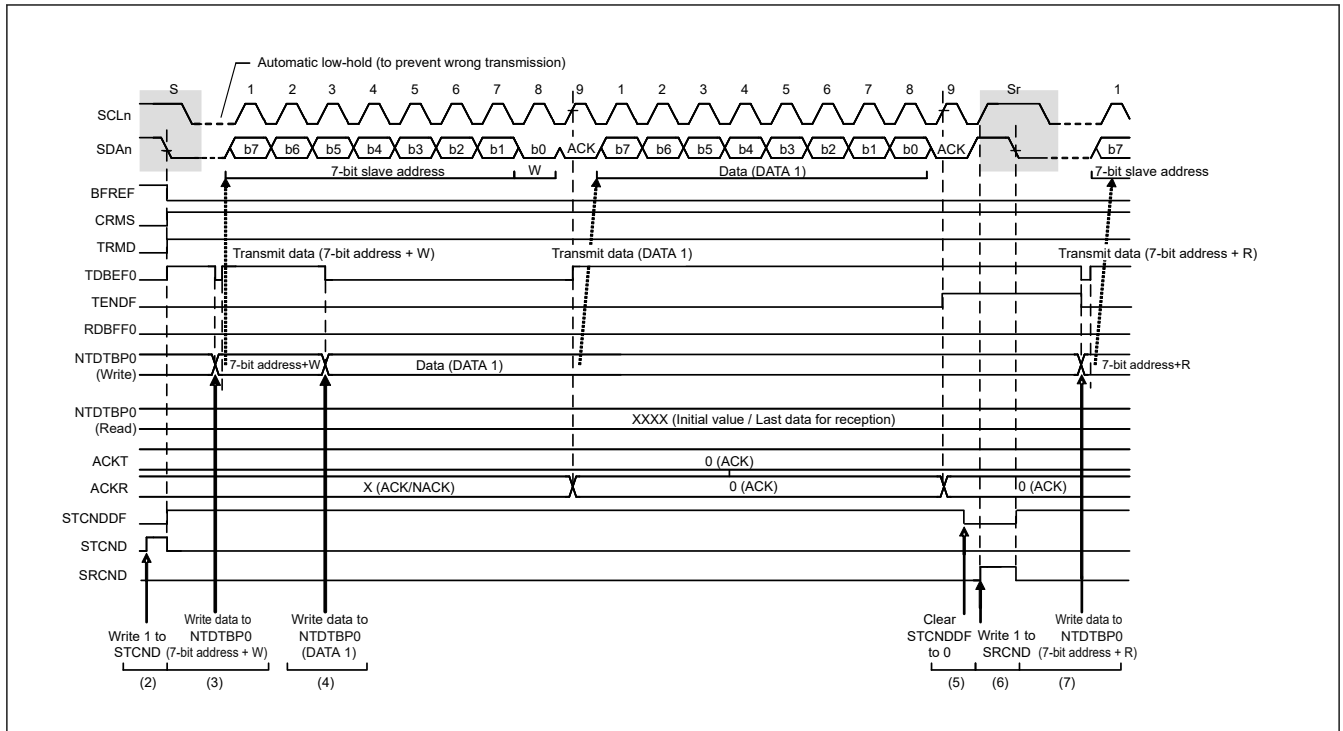 Automatic low-hold (to prevent wrong transmission)
S 1 2 3 4 5 6 7 8 9 1 2 3 4 5 6 7 8 9 Sr 1
SCLn
SDAn b7 b6 b5 b4 b3 b2 b1 b0 ACK b7 b6 b5 b4 b3 b2 b1 b0 ACK b7
7-bit slave address W Data (DATA 1) 7-bit slave address
BFREF
CRMS
TRMD
Transmit data (7-bit address + W) Transmit data (DATA 1) Transmit data (7-bit address + R)
TDBEF0
TENDF
RDBFF0
NTDTBP0
(Write) 7-bit address+W Data (DATA 1) 7-bit address+R
NTDTBP0
(Read) XXXX (Initial value / Last data for reception)
ACKT 0 (ACK)
ACKR X (ACK/NACK) 0 (ACK) 0 (ACK)
STCNDDF
STCND
SRCND
Write 1 to
STCND
Write data to
NTDTBP0
(7-bit address + W)
Write data to
NTDTBP0
(DATA 1)
Clear
STCNDDF
to 0
Write 1 to
SRCND
Write data to
NTDTBP0
(7-bit address + R)
(2) (3) (4) (5) (6) (7)